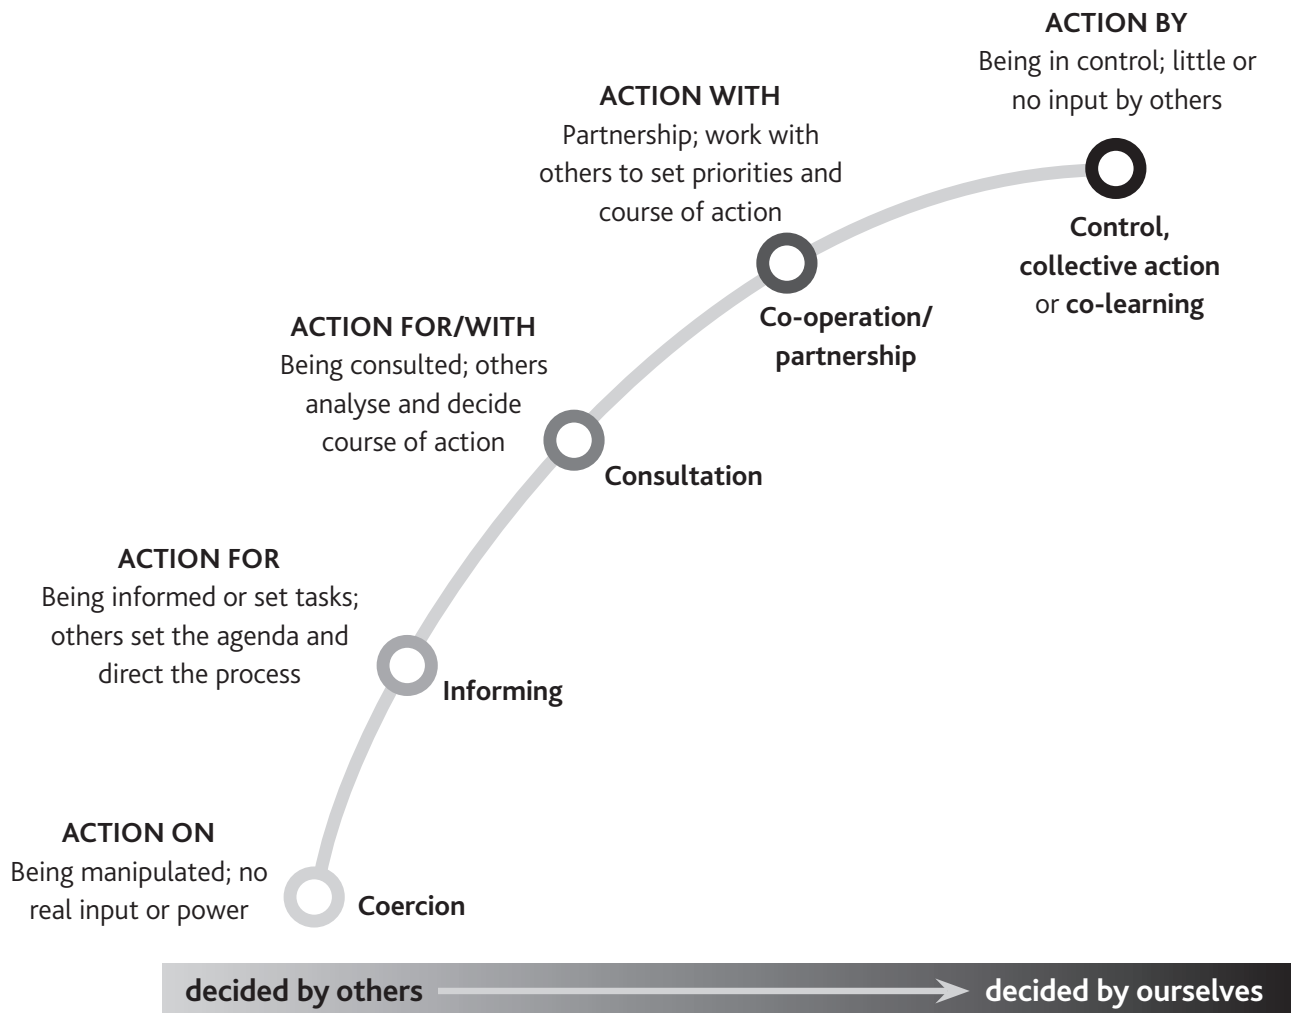 ACTION BY
Being in control; little or
no input by others
Control,
collective action
or co-learning
ACTION WITH
Partnership; work with
others to set priorities and
course of action
Co-operation/
partnership
ACTION FOR/WITH
Being consulted; others
analyse and decide
course of action
Consultation
ACTION FOR
Being informed or set tasks;
others set the agenda and
direct the process
Informing
ACTION ON
Being manipulated; no
real input or power
Coercion
decided by others
decided by ourselves